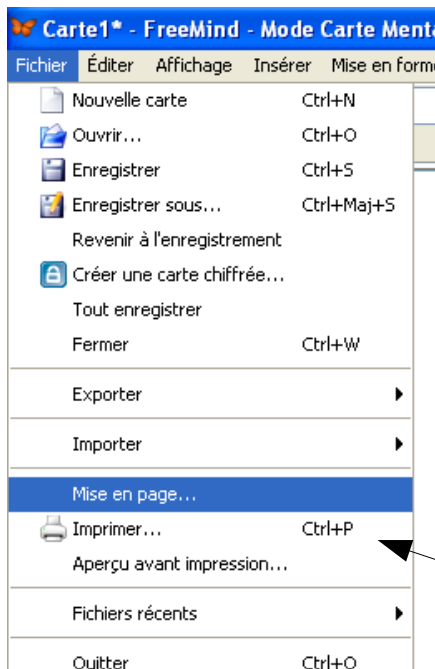 Carte1* - FreeMind - Mode Carte Menta
Fichier Éditer Affichage Insérer Mise en forme
Nouvelle carte Ctrl+N
Ouvrir... Ctrl+O
Enregistrer Ctrl+S
Enregistrer sous... Ctrl+Maj+S
Revenir à l'enregistrement
Créer une carte chiffrée...
Tout enregistrer
Fermer Ctrl+W
Exporter
Importer
Mise en page...
Imprimer... Ctrl+P
Aperçu avant impression...
Fichiers récents
Quitter Ctrl+Q